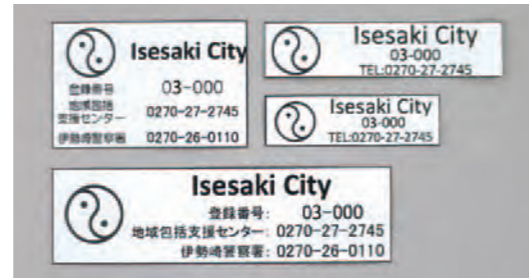 Isesaki City
登録番号 03-000
地域包括
支援センター 0270-27-2745
伊勢崎警察署 0270-26-0110
Isesaki City
03-000
TEL:0270-27-2745
Isesaki City
03-000
TEL:0270-27-2745
Isesaki City
登録番号: 03-000
地域包括支援センター: 0270-27-2745
伊勢崎警察署: 0270-26-0110